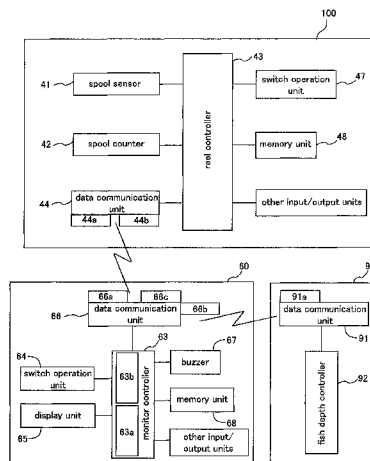 100
43
41
spool sensor
switch operation
unit
47
42
spool counter
reel controller
memory unit
48
44
data communication
unit
44a
44b
other input/output units
60
9
66a
66c
91a
66
data communication
unit
66b
data communication
unit
91
63
67
64
switch operation
unit
63b
buzzer
monitor controller
fish depth controller
92
display unit
65
63a
memory unit
68
other input/
output units